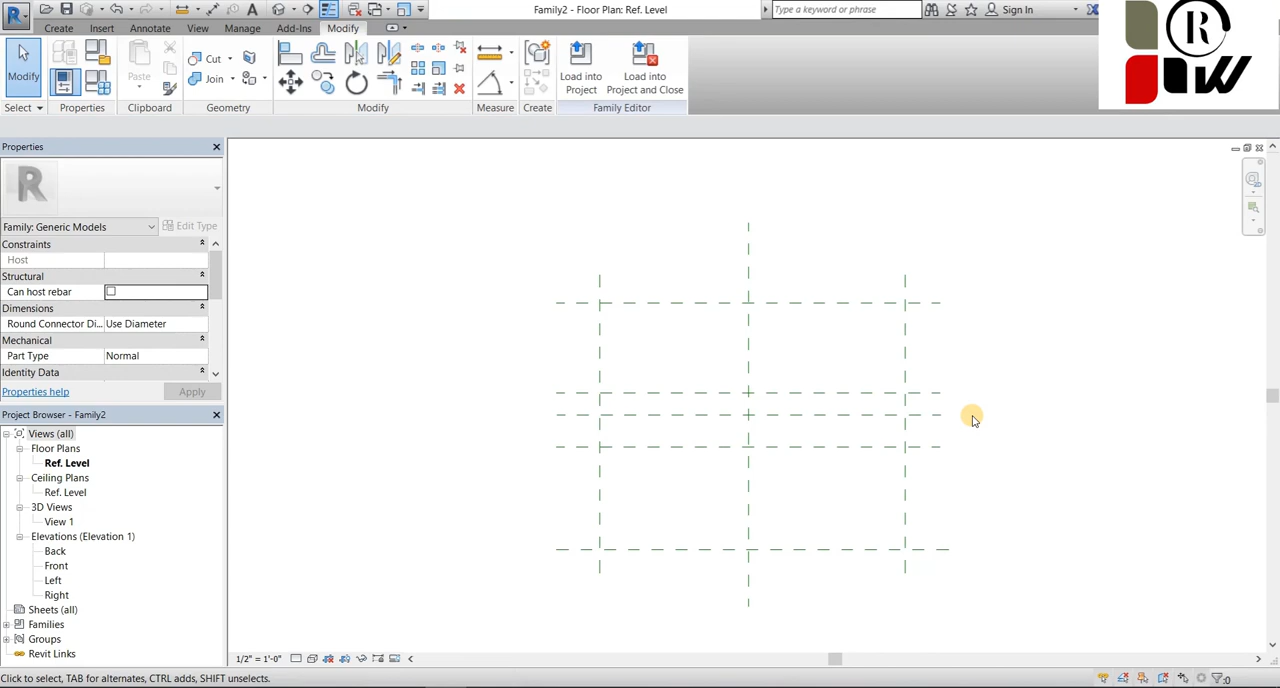 Family2 - Floor Plan: Ref. Level
Type a keyword or phrase
Sign In
Create
Insert
Annotate
View
Manage
Add-Ins
Modify
Modify
Paste
Cut
Join
Load into
Project
Load into
Project and Close
Select
Properties
Clipboard
Geometry
Modify
Measure
Create
Family Editor
R
W
Properties
R
Family: Generic Models
Edit Type
Constraints
Host
Structural
Can host rebar
Dimensions
Round Connector Di... Use Diameter
Mechanical
Part Type Normal
Identity Data
Properties help
Apply
Project Browser - Family2
Views (all)
Floor Plans
Ref. Level
Ceiling Plans
Ref. Level
3D Views
View 1
Elevations (Elevation 1)
Back
Front
Left
Right
Sheets (all)
Families
Groups
Revit Links
1/2" = 1'-0"
Click to select, TAB for alternates, CTRL adds, SHIFT unselects.
:0